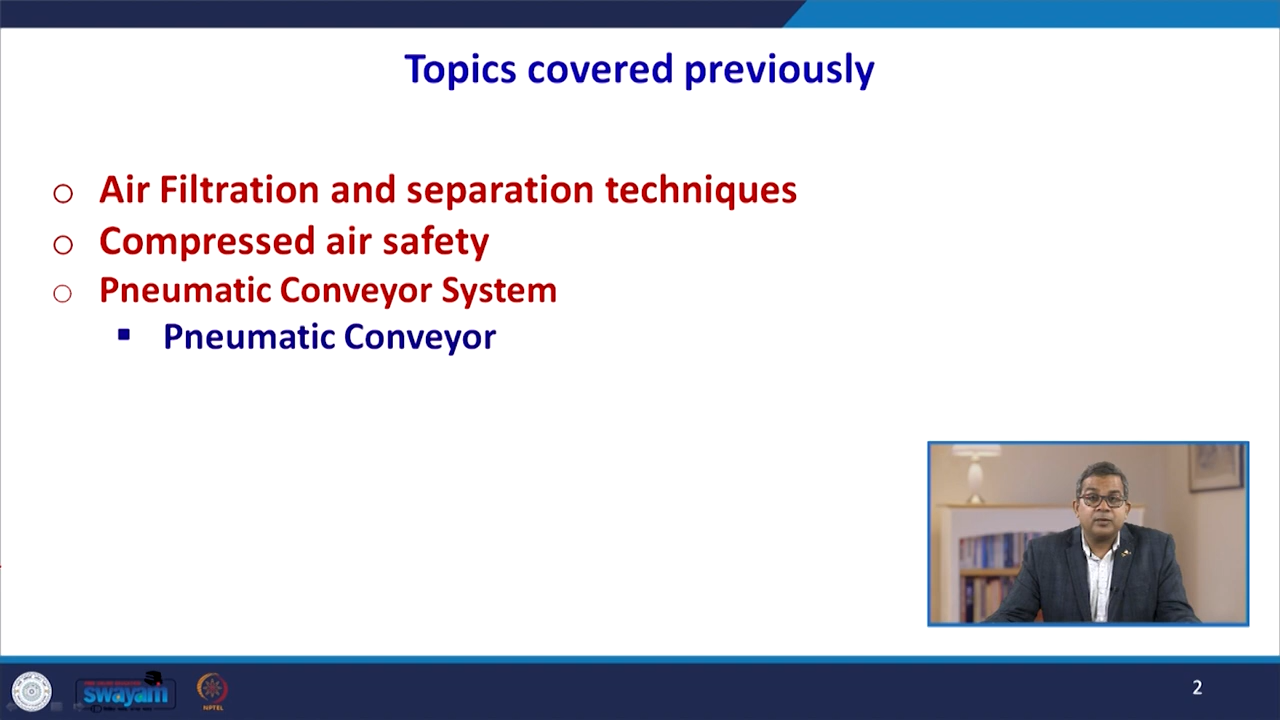 Topics covered previously
Air Filtration and separation techniques
Compressed air safety
Pneumatic Conveyor System
Pneumatic Conveyor
swayam
NPTEL
2